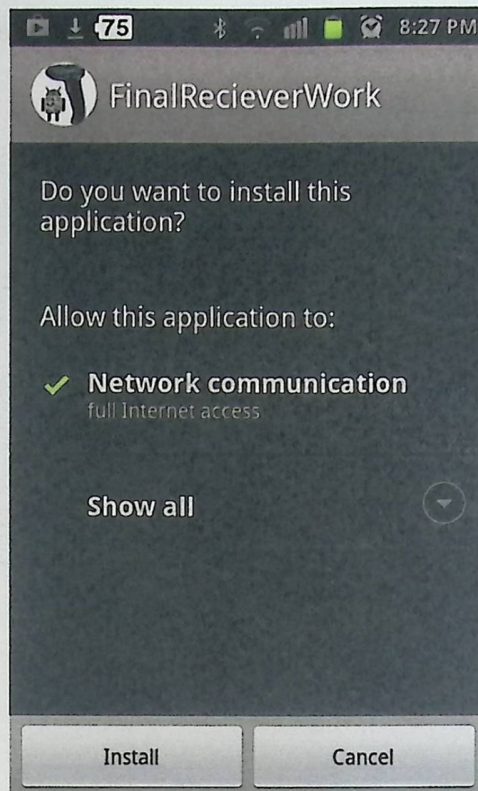 75
8:27 PM
FinalRecieverWork
Do you want to install this
application?
Allow this application to:
Network communication
full Internet access
Show all
Install
Cancel